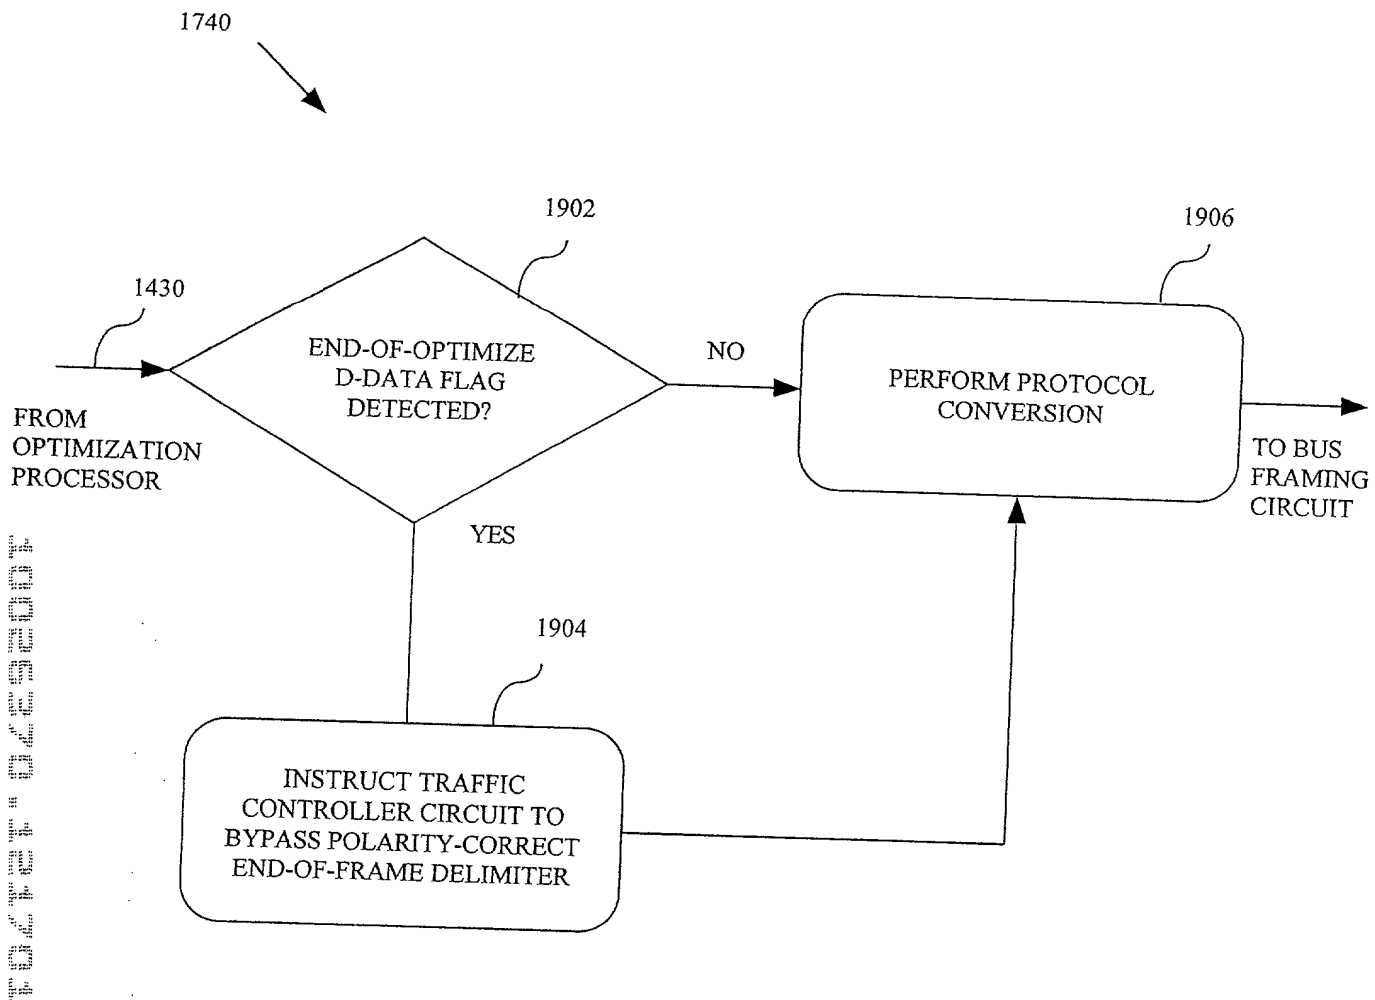 1740
1902
1906
1430
END-OF-OPTIMIZE
D-DATA FLAG
DETECTED?
NO
PERFORM PROTOCOL
CONVERSION
FROM
OPTIMIZATION
PROCESSOR
TO BUS
FRAMING
CIRCUIT
YES
1904
INSTRUCT TRAFFIC
CONTROLLER CIRCUIT TO
BYPASS POLARITY-CORRECT
END-OF-FRAME DELIMITER